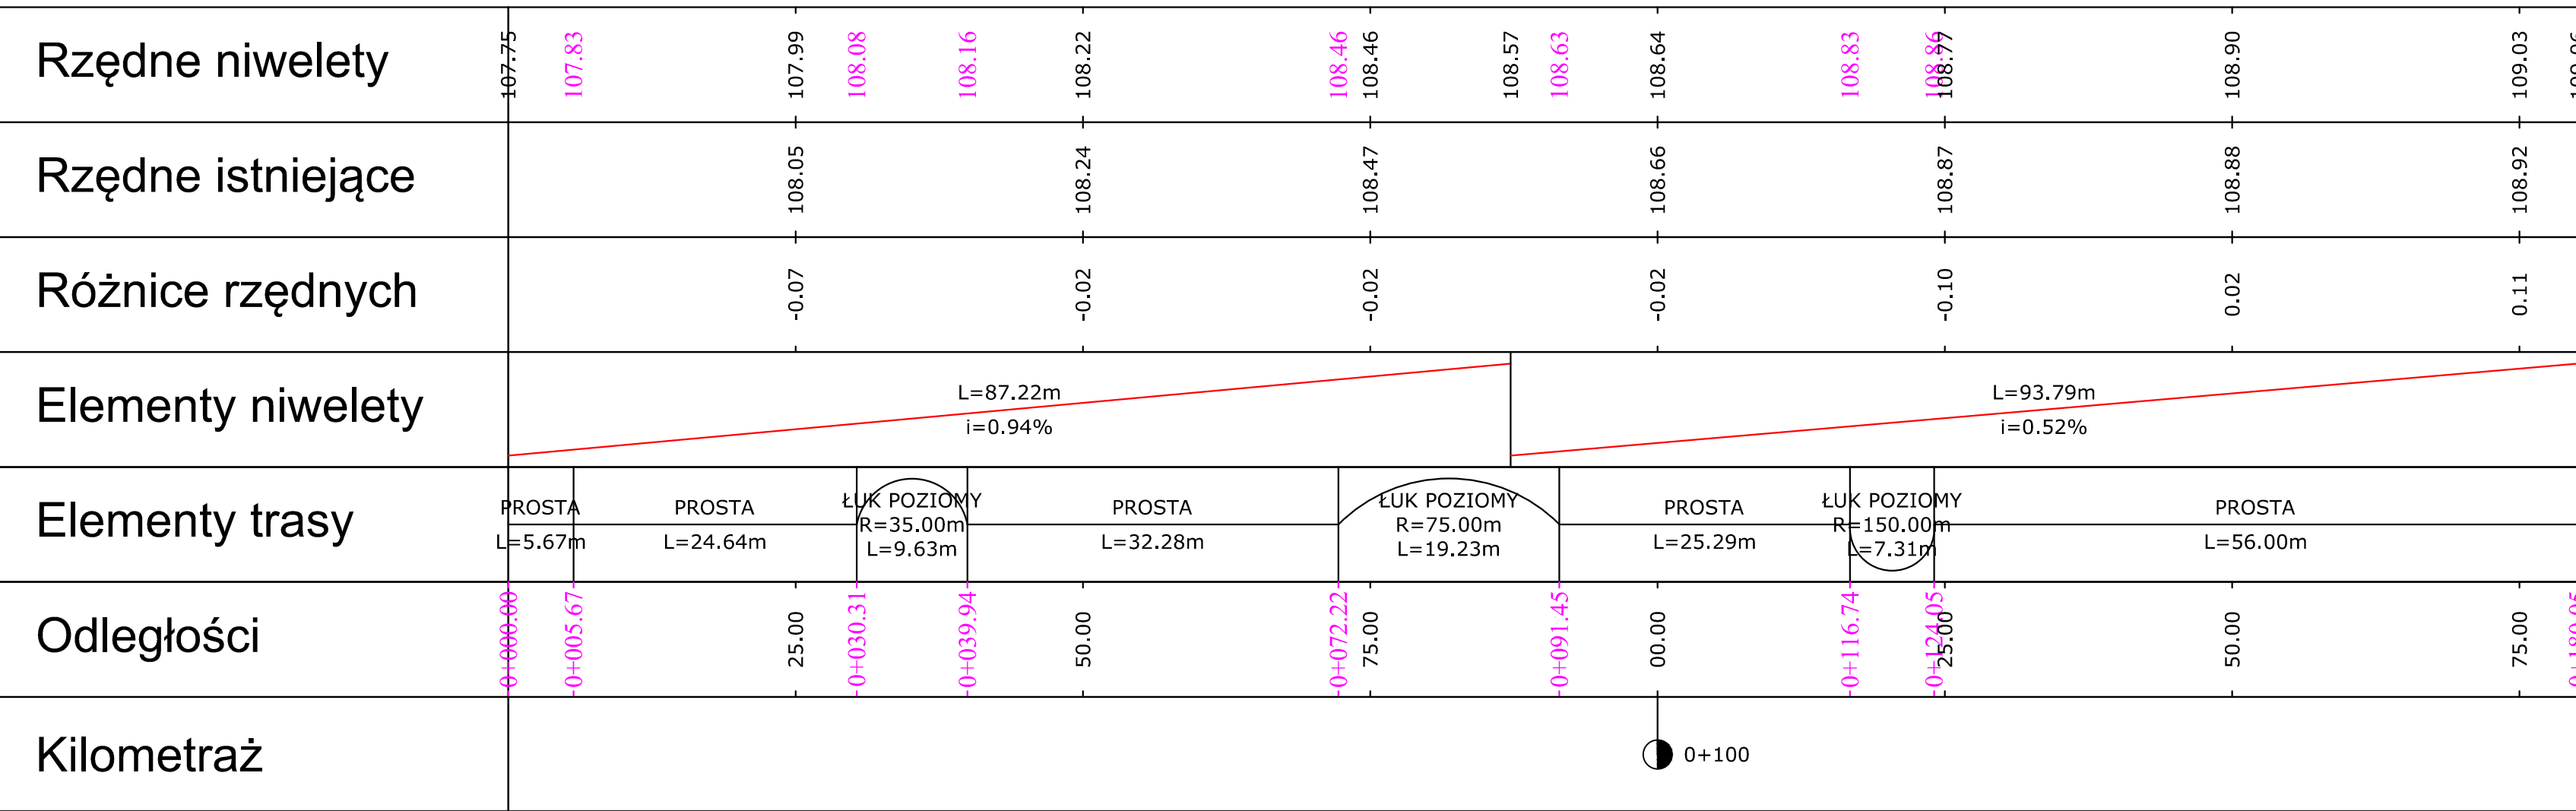 Rzędne niwelety
107.75
107.83
107.99
108.08
108.16
108.22
108.46
108.46
108.57
108.63
108.64
108.83
108.86
108.77
108.90
109.03
Rzędne istniejące
108.05
108.24
108.47
108.66
108.87
108.88
108.92
Różnice rzędnych
-0.07
-0.02
-0.02
-0.02
-0.10
0.02
0.11
Elementy niwelety
L=87.22m
i=0.94%
L=93.79m
i=0.52%
Elementy trasy
PROSTA
L=5.67m
PROSTA
L=24.64m
ŁUK POZIOMY
R=35.00m
L=9.63m
PROSTA
L=32.28m
ŁUK POZIOMY
R=75.00m
L=19.23m
PROSTA
L=25.29m
ŁUK POZIOMY
R=150.00m
L=7.31m
PROSTA
L=56.00m
Odległości
0+000.00
0+005.67
25.00
0+030.31
0+039.94
50.00
0+072.22
75.00
0+091.45
00.00
0+116.74
0+124.05
25.00
50.00
75.00
Kilometraż
0+100